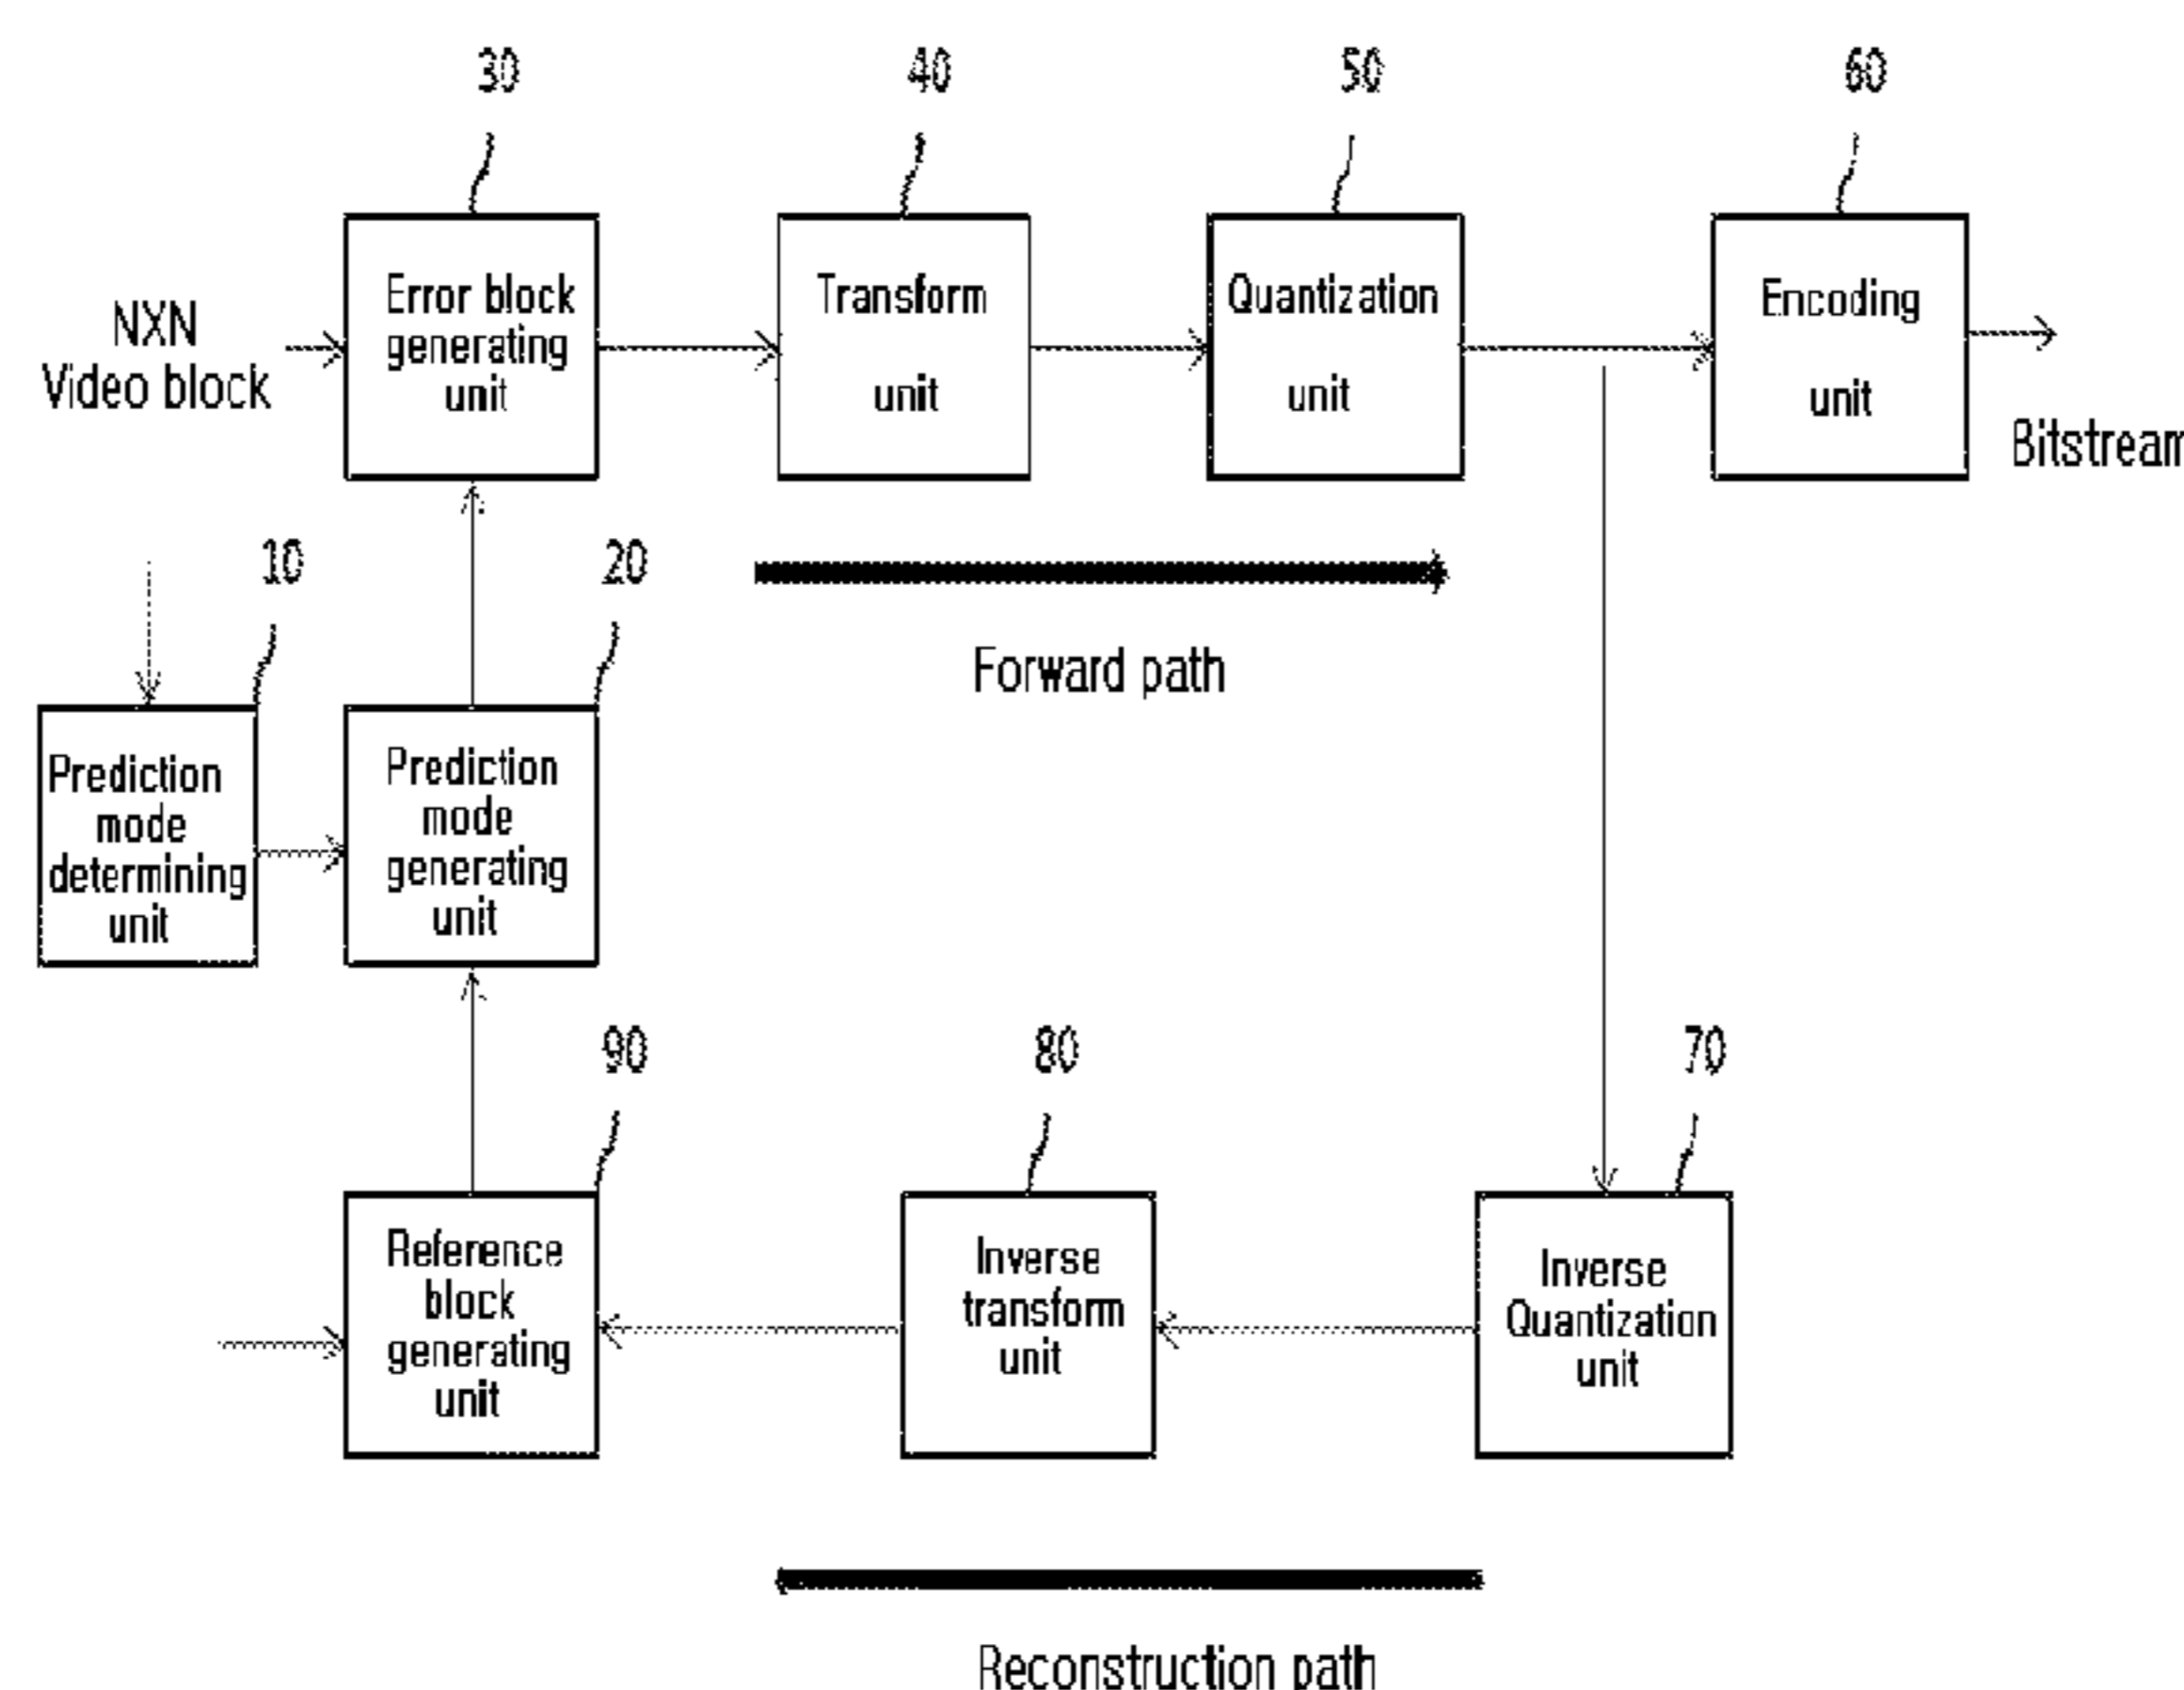 30
40
50
60
NXN
Video block
Error block
generating
unit
Transform
unit
Quantization
unit
Encoding
unit
Bitstream
10
20
Forward path
Prediction
mode
determining
unit
Prediction
mode
generating
unit
90
80
70
Reference
block
generating
unit
Inverse
transform
unit
Inverse
Quantization
unit
Reconstruction path